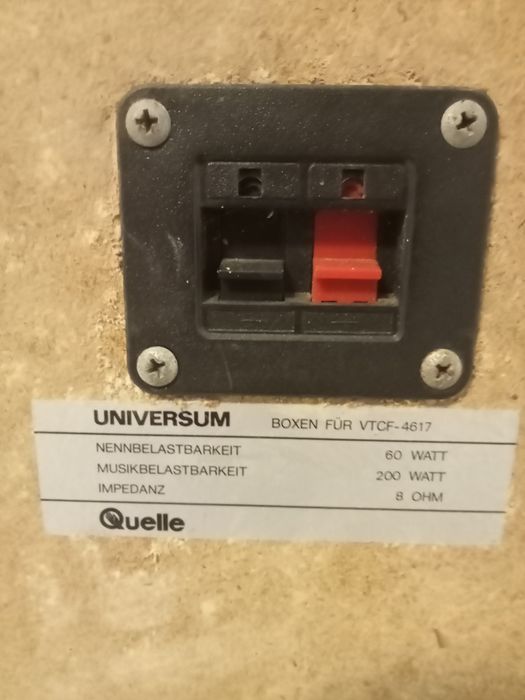 UNIVERSUM BOXEN FÜR VTCF-4617
NENNBELASTBARKEIT 60 WATT
MUSIKBELASTBARKEIT 200 WATT
IMPEDANZ 8 OHM
Quelle